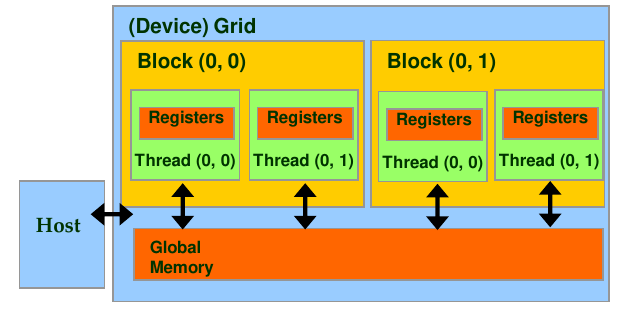 (Device) Grid
Block (0, 0)
Block (0, 1)
Registers
Registers
Registers
Registers
Thread (0, 0)
Thread (0, 1)
Thread (0, 0)
Thread (0, 1)
Host
Global
Memory